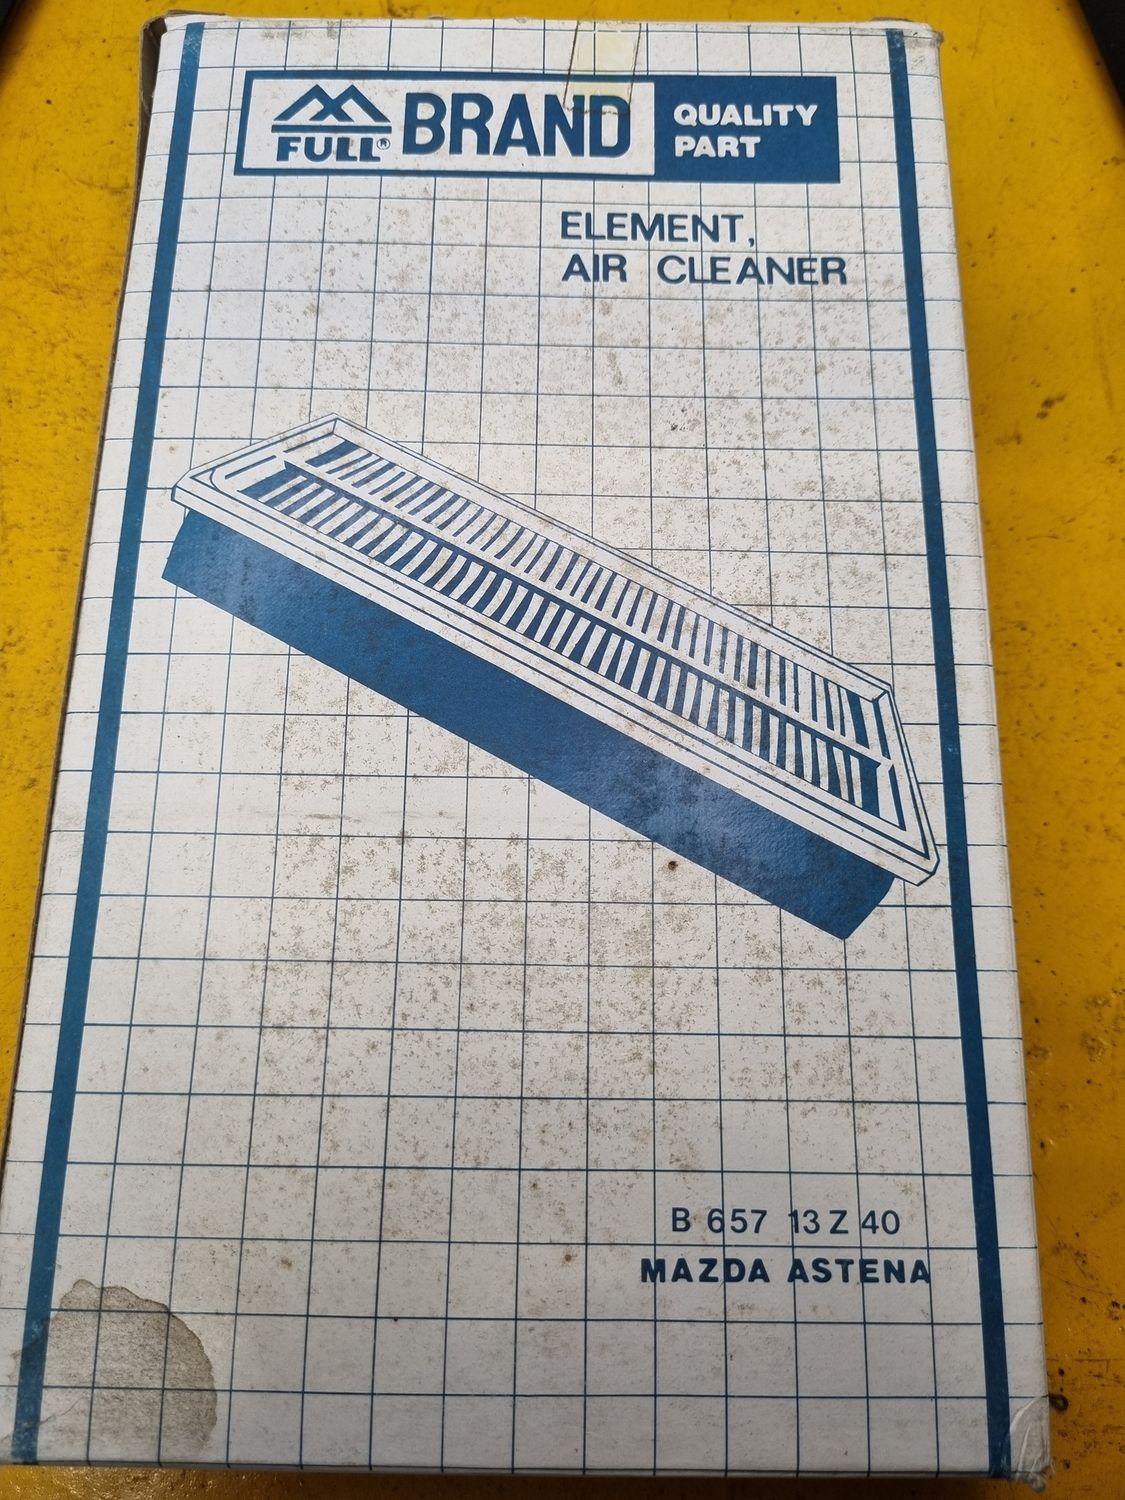 FULL® BRAND
QUALITY
PART
ELEMENT,
AIR CLEANER
B 657 13 Z 40
MAZDA ASTENA